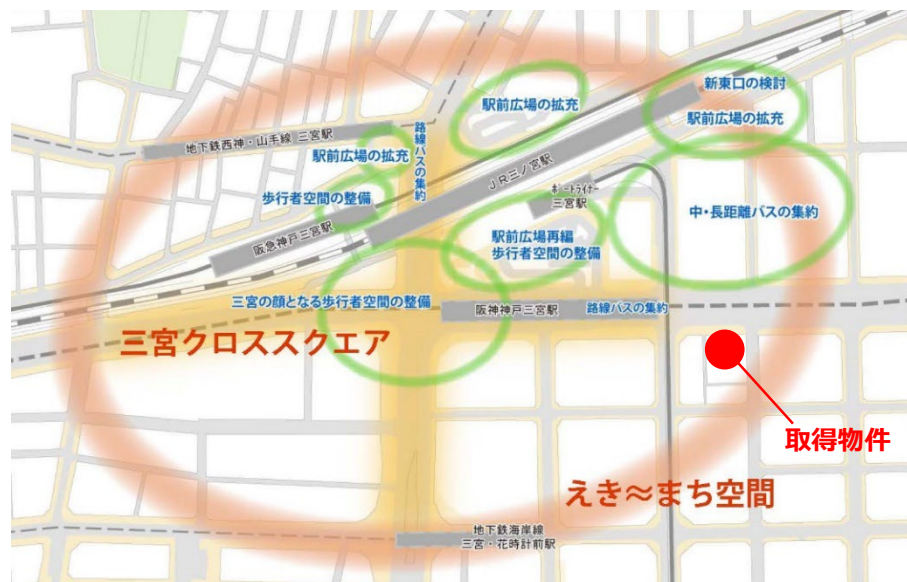 新東口の検討
駅前広場の拡充
駅前広場の拡充
路線バスの集約
地下鉄西神・山手線 三宮駅
駅前広場の拡充
JR三ノ宮駅
歩行者空間の整備
ポートライナー
三宮駅
中・長距離バスの集約
阪急神戸三宮駅
駅前広場再編
歩行者空間の整備
三宮の顔となる歩行者空間の整備
阪神神戸三宮駅
路線バスの集約
三宮クロススクエア
取得物件
えき≈まち空間
地下鉄海岸線
三宮・花時計前駅